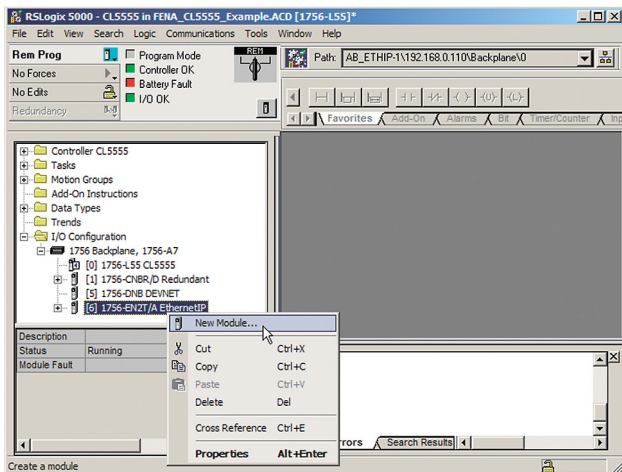 RSLogix 5000 - CL5555 in FENA_CL5555_Example.ACD [1756-L55]*
File Edit View Search Logic Communications Tools Window Help
Rem Prog
No Forces
No Edits
Redundancy
Program Mode
Controller OK
Battery Fault
I/O OK
REM
Path: AB_ETHIP-1\192.168.0.110\Backplane\0
Favorites Add-On Alarms Bit Timer/Counter
Controller CL5555
Tasks
Motion Groups
Add-On Instructions
Data Types
Trends
I/O Configuration
1756 Backplane, 1756-A7
[0] 1756-L55 CL5555
[1] 1756-CNBR/D Redundant
[5] 1756-DNB DEVNET
[6] 1756-EN2T/A EthernetIP
New Module...
Cut Ctrl+X
Copy Ctrl+C
Paste Ctrl+V
Delete Del
Cross Reference Ctrl+E
Properties Alt+Enter
Description
Status Running
Module Fault
rrors Search Results
Create a module